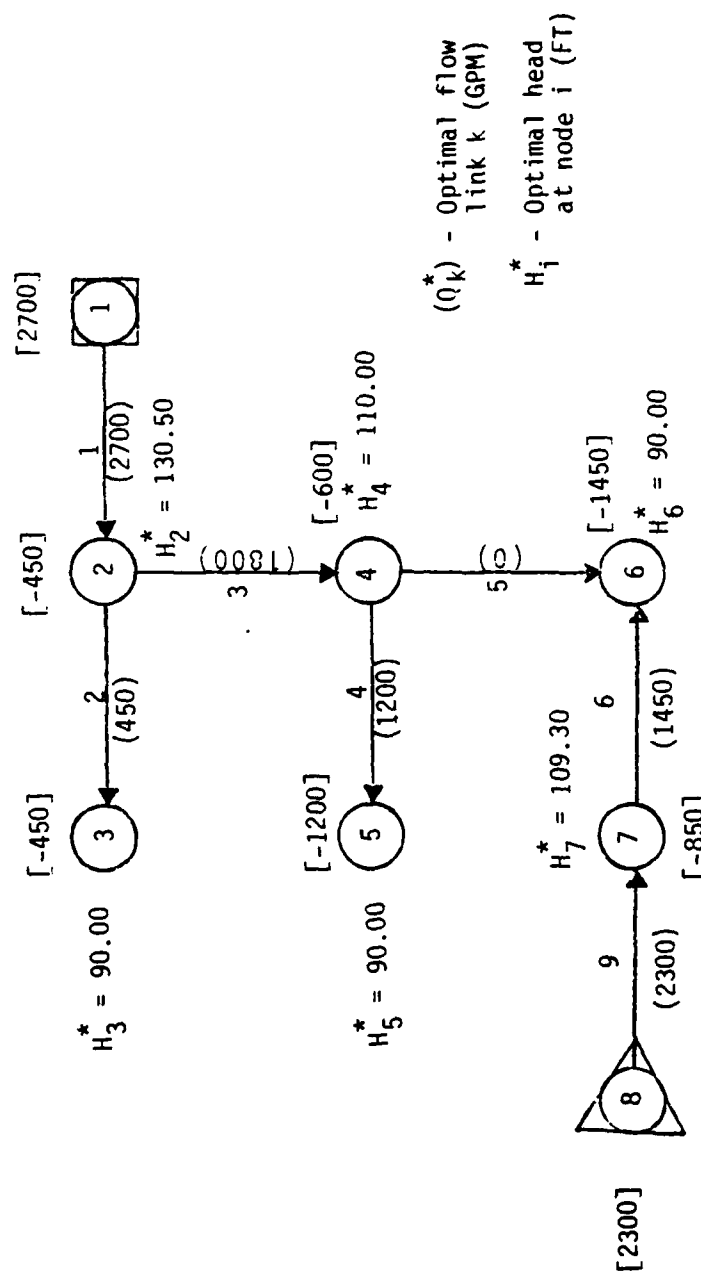 [-450] [-450] [2700]
H*3 = 90.00 3 2 2 1 1
(450) (2700)
H*2 = 130.50
3 (1800)
[-1200] [-600]
H*4 = 110.00
H*5 = 90.00 5 4 4
(1200)
5 (0)
(Q*k) - Optimal flow
link k (GPM)
H*i - Optimal head
at node i (FT)
H*7 = 109.30 [-1450]
[2300] 8 9 7 6 6 H*6 = 90.00
(2300) (1450)
[-850]